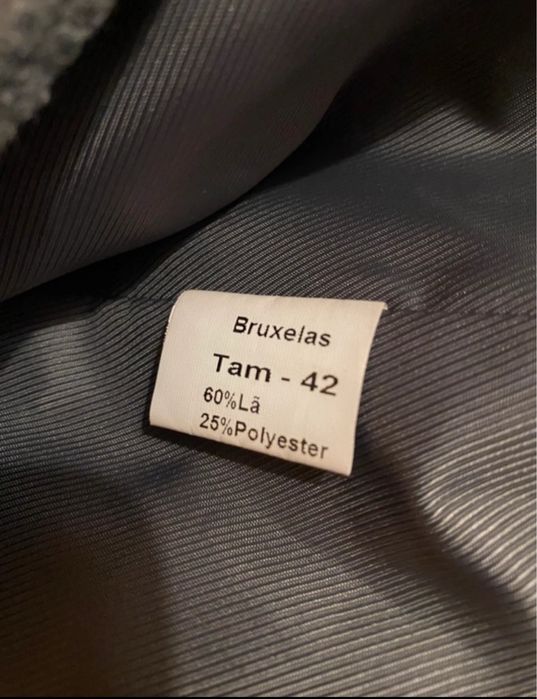 Bruxelas
Tam - 42
60%Lã
25%Polyester